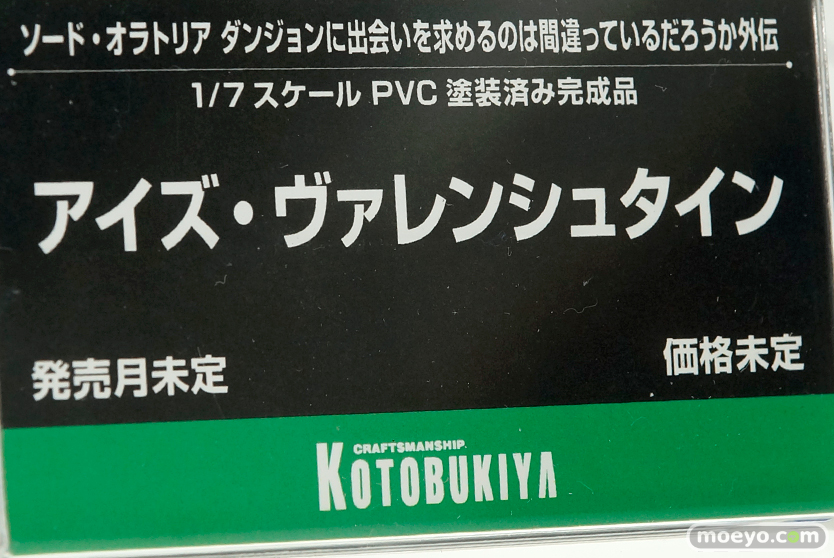 ソード・オラトリア ダンジョンに出会いを求めるのは間違っているだろうか外伝
1/7スケール PVC 塗装済み完成品
アイズ・ヴァレンシュタイン
発売月未定
価格未定
CRAFTSMANSHIP
KOTOBUKIYA
moeyo.com